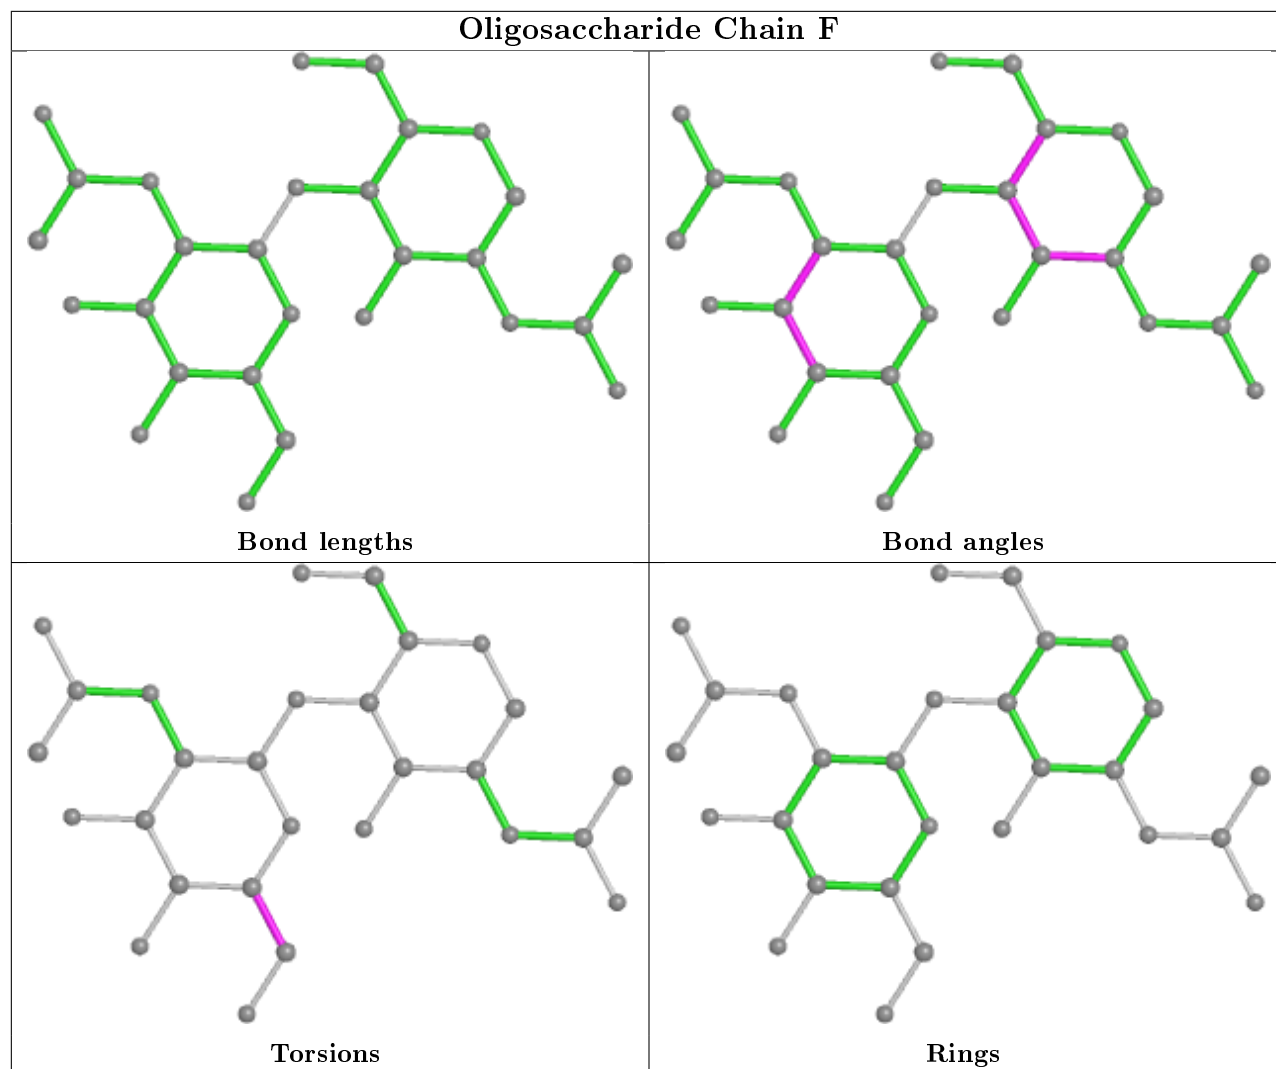 Oligosaccharide Chain F
Bond lengths
Bond angles
Torsions
Rings